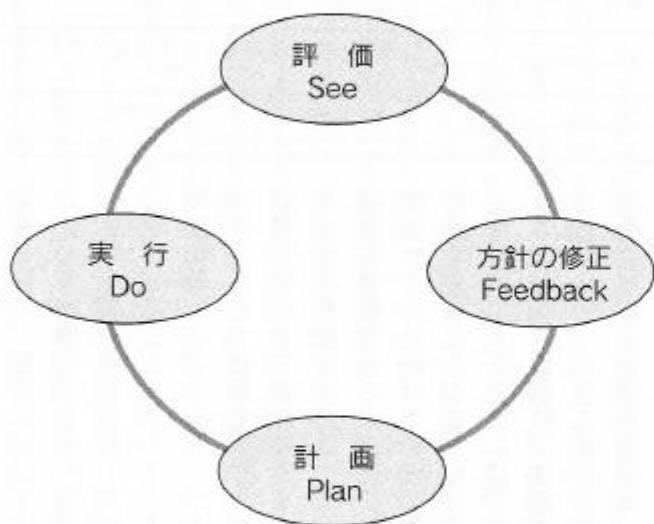 評　価
See
実　行
Do
方針の修正
Feedback
計　画
Plan